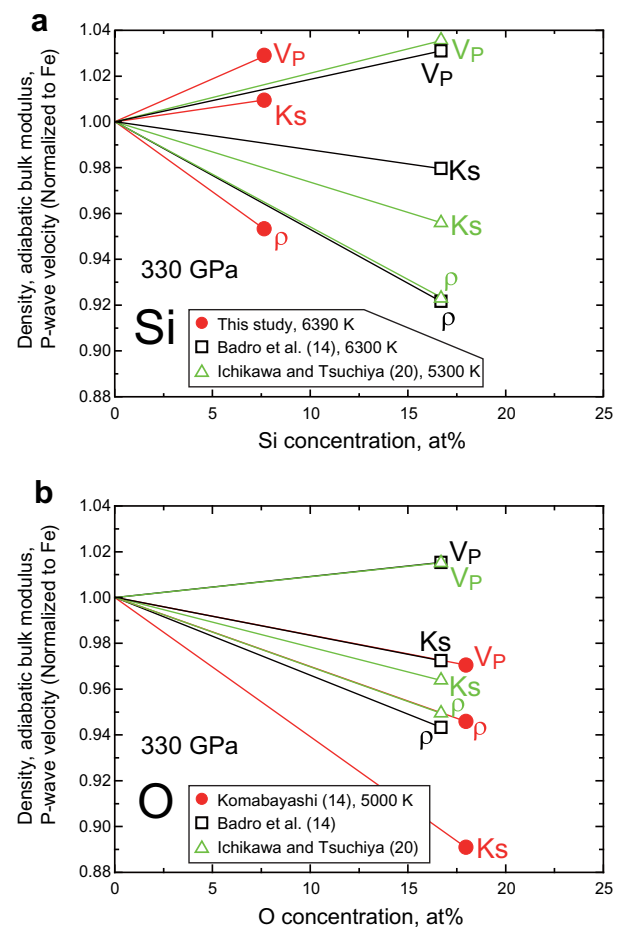 a
Density, adiabatic bulk modulus,
P-wave velocity (Normalized to Fe)
1.04
1.02
1.00
0.98
0.96
0.94
0.92
0.90
0.88
VP
VP
VP
Ks
Ks
Ks
ρ
ρ
ρ
330 GPa
Si
This study, 6390 K
Badro et al. (14), 6300 K
Ichikawa and Tsuchiya (20), 5300 K
0 5 10 15 20 25
Si concentration, at%
b
Density, adiabatic bulk modulus,
P-wave velocity (Normalized to Fe)
1.04
1.02
1.00
0.98
0.96
0.94
0.92
0.90
0.88
VP
VP
Ks
VP
Ks
ρ
ρ
ρ
330 GPa
O
Komabayashi (14), 5000 K
Badro et al. (14)
Ichikawa and Tsuchiya (20)
Ks
0 5 10 15 20 25
O concentration, at%